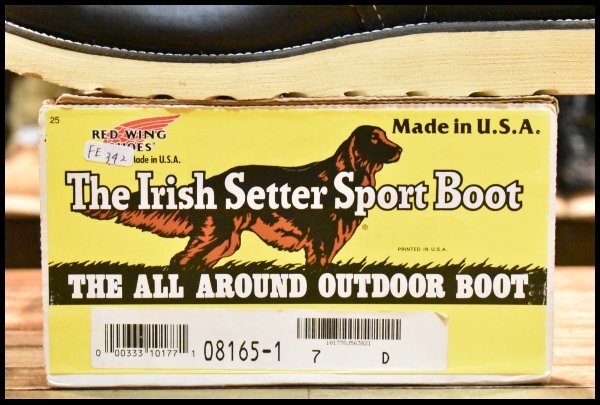 25
RED WING
SHOES
Made in U.S.A.
FE 342
Made in U.S.A.
The Irish Setter Sport Boot
®
PRINTED IN U.S.A.
THE ALL AROUND OUTDOOR BOOT
0 00333 10177 1
08165-1 7 D